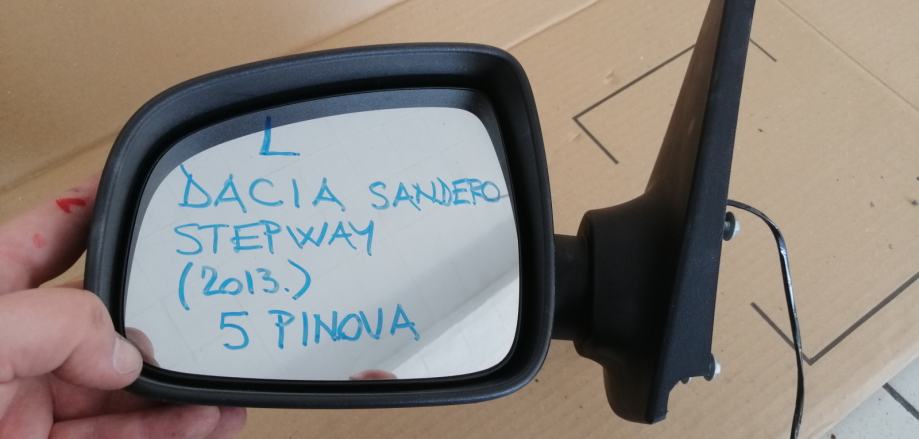 L
DACIA SANDERO
STEPWAY
(2013.)
5 PINOVA